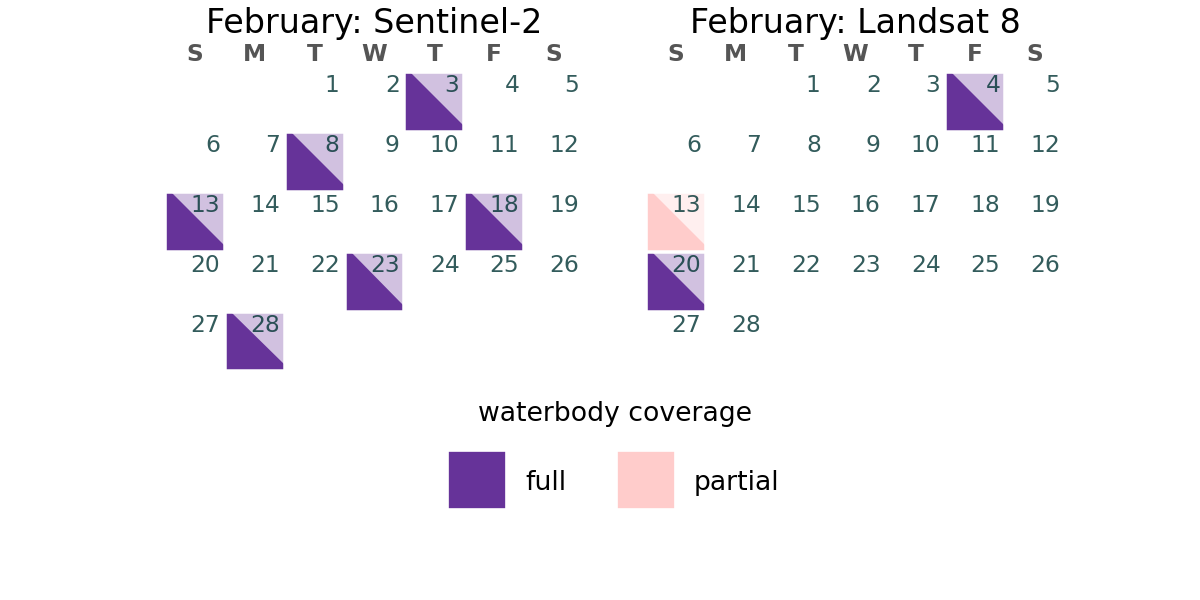 February: Sentinel-2
S M T W T F S
1 2 3 4 5
6 7 8 9 10 11 12
13 14 15 16 17 18 19
20 21 22 23 24 25 26
27 28
February: Landsat 8
S M T W T F S
1 2 3 4 5
6 7 8 9 10 11 12
13 14 15 16 17 18 19
20 21 22 23 24 25 26
27 28
waterbody coverage
full
partial